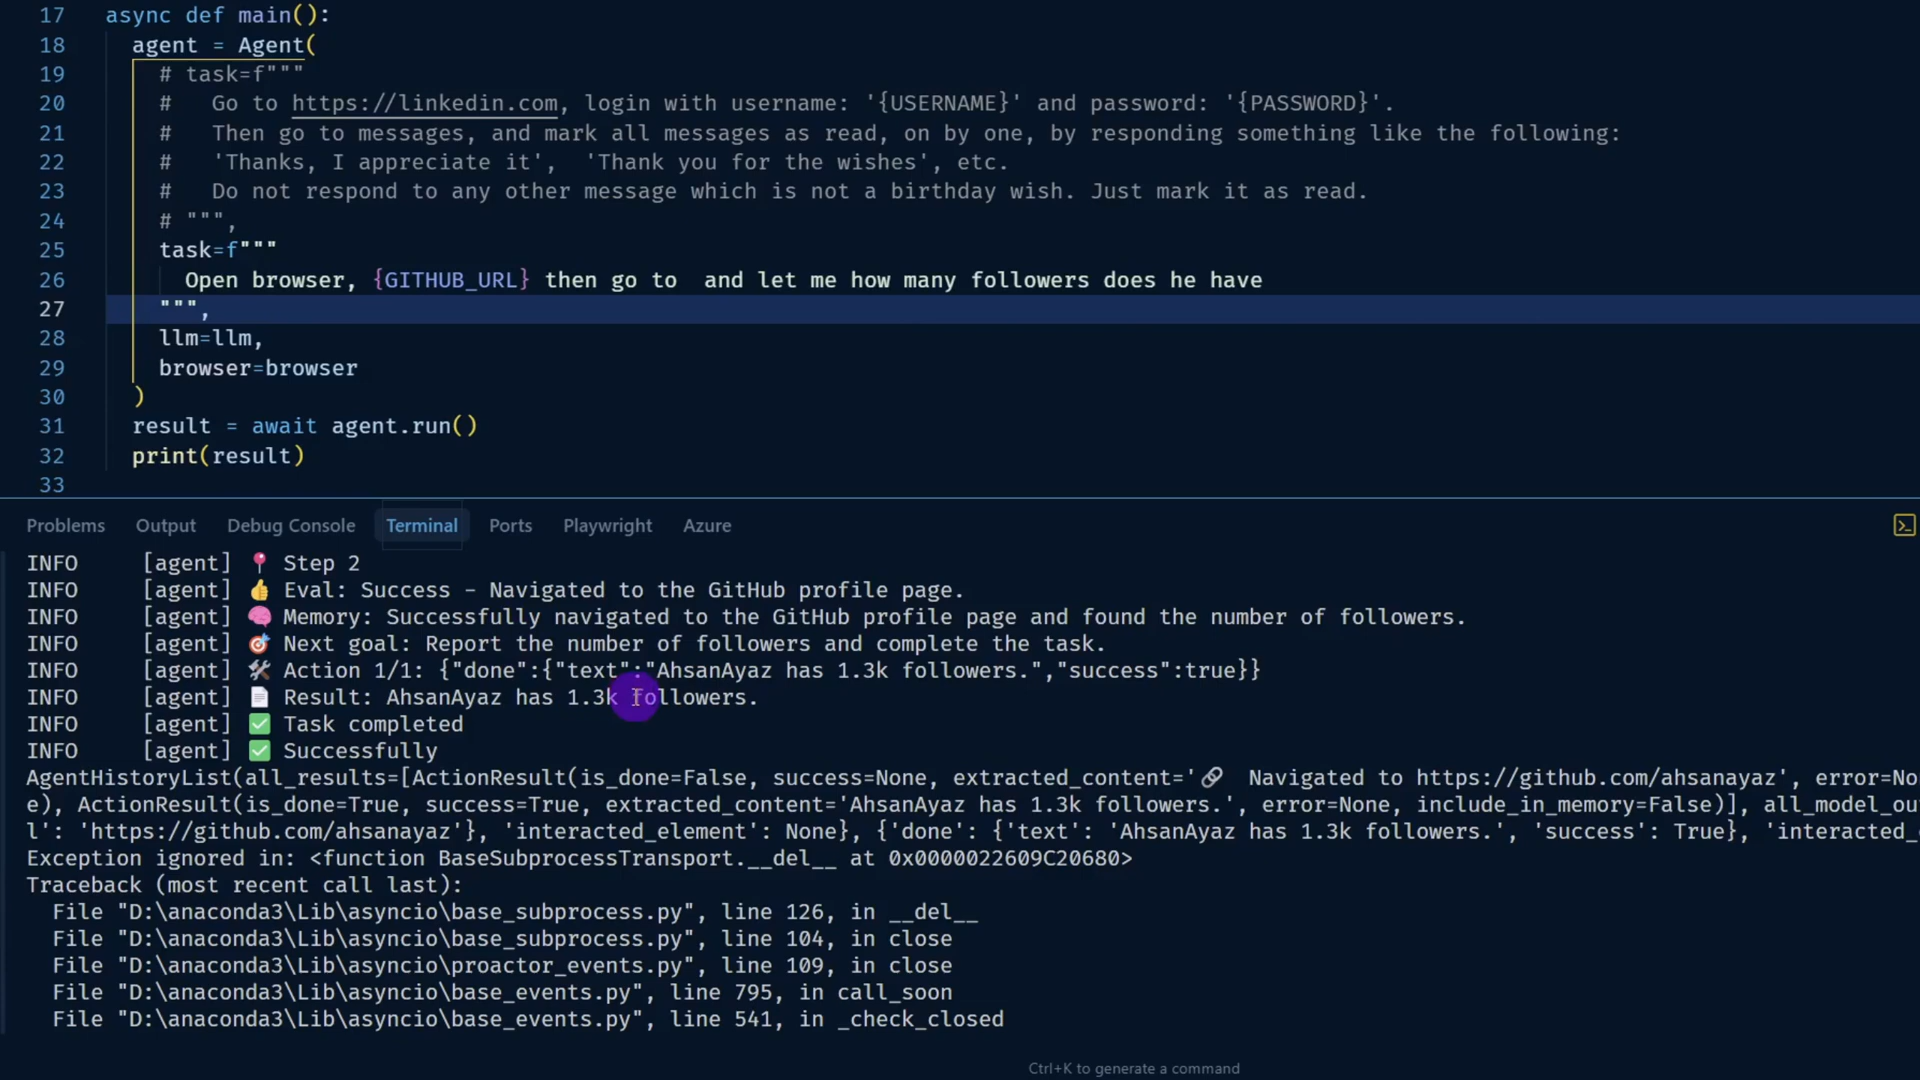 17 async def main():
18 agent = Agent(
19 # task=f"""
20 # Go to https://linkedin.com, login with username: '{USERNAME}' and password: '{PASSWORD}'.
21 # Then go to messages, and mark all messages as read, on by one, by responding something like the following:
22 # 'Thanks, I appreciate it', 'Thank you for the wishes', etc.
23 # Do not respond to any other message which is not a birthday wish. Just mark it as read.
24 # """,
25 task=f"""
26 Open browser, {GITHUB_URL} then go to  and let me how many followers does he have
27 """,
28 llm=llm,
29 browser=browser
30 )
31 result = await agent.run()
32 print(result)
33
Problems Output Debug Console Terminal Ports Playwright Azure
INFO [agent] 📍 Step 2
INFO [agent] 👍 Eval: Success - Navigated to the GitHub profile page.
INFO [agent] 🧠 Memory: Successfully navigated to the GitHub profile page and found the number of followers.
INFO [agent] 🎯 Next goal: Report the number of followers and complete the task.
INFO [agent] 🛠️ Action 1/1: {"done":{"text":"AhsanAyaz has 1.3k followers.","success":true}}
INFO [agent] 📄 Result: AhsanAyaz has 1.3k followers.
INFO [agent] ✅ Task completed
INFO [agent] ✅ Successfully
AgentHistoryList(all_results=[ActionResult(is_done=False, success=None, extracted_content='🔗  Navigated to https://github.com/ahsanayaz', error=No
e), ActionResult(is_done=True, success=True, extracted_content='AhsanAyaz has 1.3k followers.', error=None, include_in_memory=False)], all_model_ou
l': 'https://github.com/ahsanayaz'}, 'interacted_element': None}, {'done': {'text': 'AhsanAyaz has 1.3k followers.', 'success': True}, 'interacted_
Exception ignored in: <function BaseSubprocessTransport.__del__ at 0x0000022609C20680>
Traceback (most recent call last):
File "D:\anaconda3\Lib\asyncio\base_subprocess.py", line 126, in __del__
File "D:\anaconda3\Lib\asyncio\base_subprocess.py", line 104, in close
File "D:\anaconda3\Lib\asyncio\proactor_events.py", line 109, in close
File "D:\anaconda3\Lib\asyncio\base_events.py", line 795, in call_soon
File "D:\anaconda3\Lib\asyncio\base_events.py", line 541, in _check_closed
Ctrl+K to generate a command